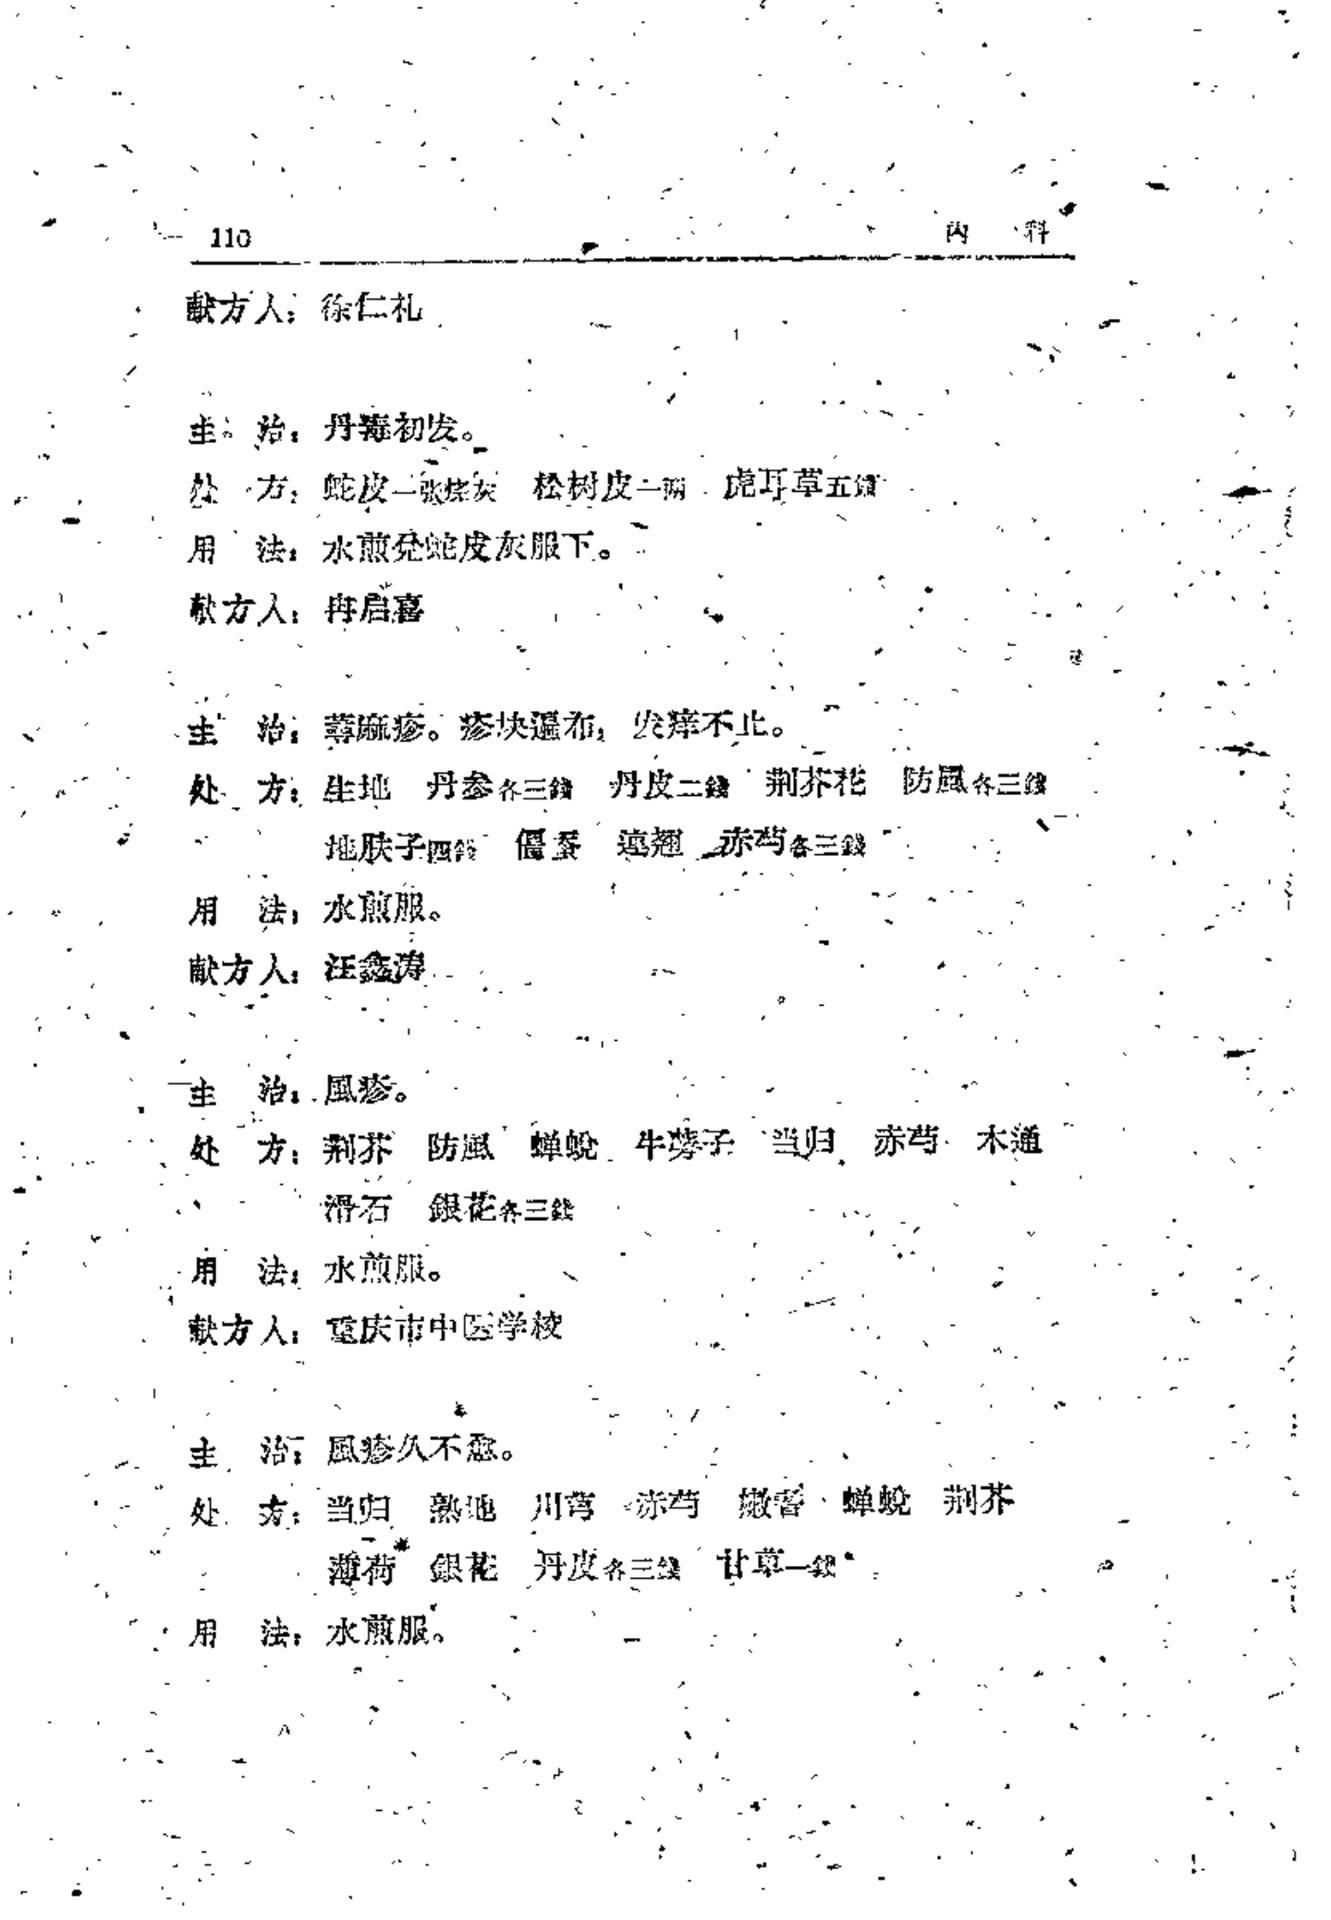 110 内 科
献方人：徐仁礼
主 治：丹毒初发。
处 方：蛇皮一张烧灰 松树皮一两 虎耳草五錢
用 法：水煎兑蛇皮灰服下。
献方人：冉启喜
主 治：蕁麻疹。疹块遍布，发痒不止。
处 方：生地 丹参各三錢 丹皮二錢 荆芥花 防風各三錢
地肤子四錢 僵蚕 連翘 赤芍各三錢
用 法：水煎服。
献方人：汪鑫涛
主 治：風疹。
处 方：荆芥 防風 蝉蛻 牛蒡子 当归 赤芍 木通
滑石 銀花各三錢
用 法：水煎服。
献方人：重庆市中医学校
主 治：風疹久不愈。
处 方：当归 熟地 川芎 赤芍 蝉蛻 荆芥
薄荷 銀花 丹皮各三錢 甘草一錢
用 法：水煎服。